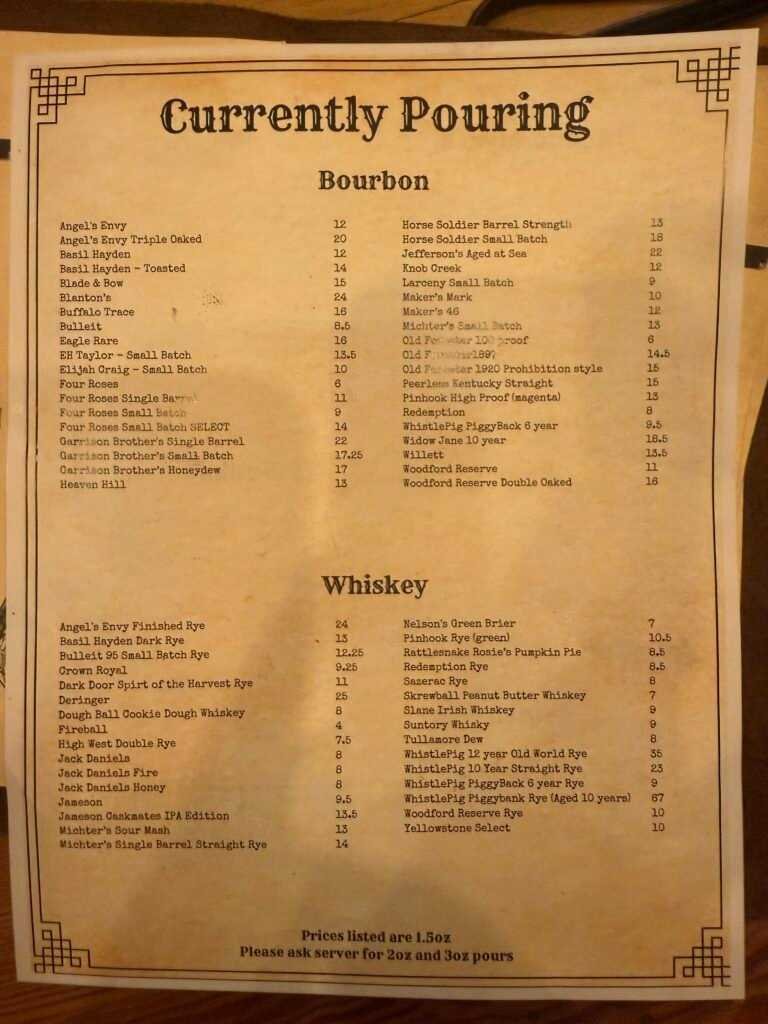 Currently Pouring
Bourbon
Angel's Envy 12
Angel's Envy Triple Oaked 20
Basil Hayden 12
Basil Hayden - Toasted 14
Blade & Bow 15
Blanton's 24
Buffalo Trace 16
Bulleit 8.5
Eagle Rare 16
EH Taylor - Small Batch 13.5
Elijah Craig - Small Batch 10
Four Roses 6
Four Roses Single Barrel 11
Four Roses Small Batch 9
Four Roses Small Batch SELECT 14
Garrison Brother's Single Barrel 22
Garrison Brother's Small Batch 17.25
Garrison Brother's Honeydew 17
Heaven Hill 13
Horse Soldier Barrel Strength 13
Horse Soldier Small Batch 18
Jefferson's Aged at Sea 22
Knob Creek 12
Larceny Small Batch 9
Maker's Mark 10
Maker's 46 12
Michter's Small Batch 13
Old Forester 100 proof 6
Old Forester 1897 14.5
Old Forester 1920 Prohibition style 15
Peerless Kentucky Straight 15
Pinhook High Proof (magenta) 13
Redemption 8
WhistlePig PiggyBack 6 year 9.5
Widow Jane 10 year 18.5
Willett 13.5
Woodford Reserve 11
Woodford Reserve Double Oaked 16
Whiskey
Angel's Envy Finished Rye 24
Basil Hayden Dark Rye 13
Bulleit 95 Small Batch Rye 12.25
Crown Royal 9.25
Dark Door Spirt of the Harvest Rye 11
Deringer 25
Dough Ball Cookie Dough Whiskey 8
Fireball 4
High West Double Rye 7.5
Jack Daniels 8
Jack Daniels Fire 8
Jack Daniels Honey 8
Jameson 9.5
Jameson Caskmates IPA Edition 13.5
Michter's Sour Mash 13
Michter's Single Barrel Straight Rye 14
Nelson's Green Brier 7
Pinhook Rye (green) 10.5
Rattlesnake Rosie's Pumpkin Pie 8.5
Redemption Rye 8.5
Sazerac Rye 8
Skrewball Peanut Butter Whiskey 7
Slane Irish Whiskey 9
Suntory Whisky 9
Tullamore Dew 8
WhistlePig 12 year Old World Rye 35
WhistlePig 10 Year Straight Rye 23
WhistlePig PiggyBack 6 year Rye 9
WhistlePig Piggybank Rye (Aged 10 years) 67
Woodford Reserve Rye 10
Yellowstone Select 10
Prices listed are 1.5oz
Please ask server for 2oz and 3oz pours